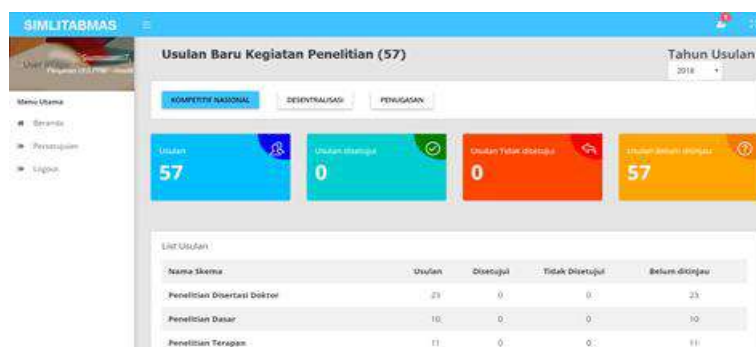 SIMLITABMAS
Usulan Baru Kegiatan Penelitian (57)
Tahun Usulan
2018
Menu Utama
Beranda
Persetujuan
Logout
KOMPETITIF NASIONAL
DESENTRALISASI
PENUGASAN
Usulan
57
Usulan disetujui
0
Usulan Tidak disetujui
0
Usulan Belum ditinjau
57
List Usulan
Nama Skema Usulan Disetujui Tidak Disetujui Belum ditinjau
Penelitian Disertasi Doktor 23 0 0 23
Penelitian Dasar 10 0 0 10
Penelitian Terapan 11 0 0 11